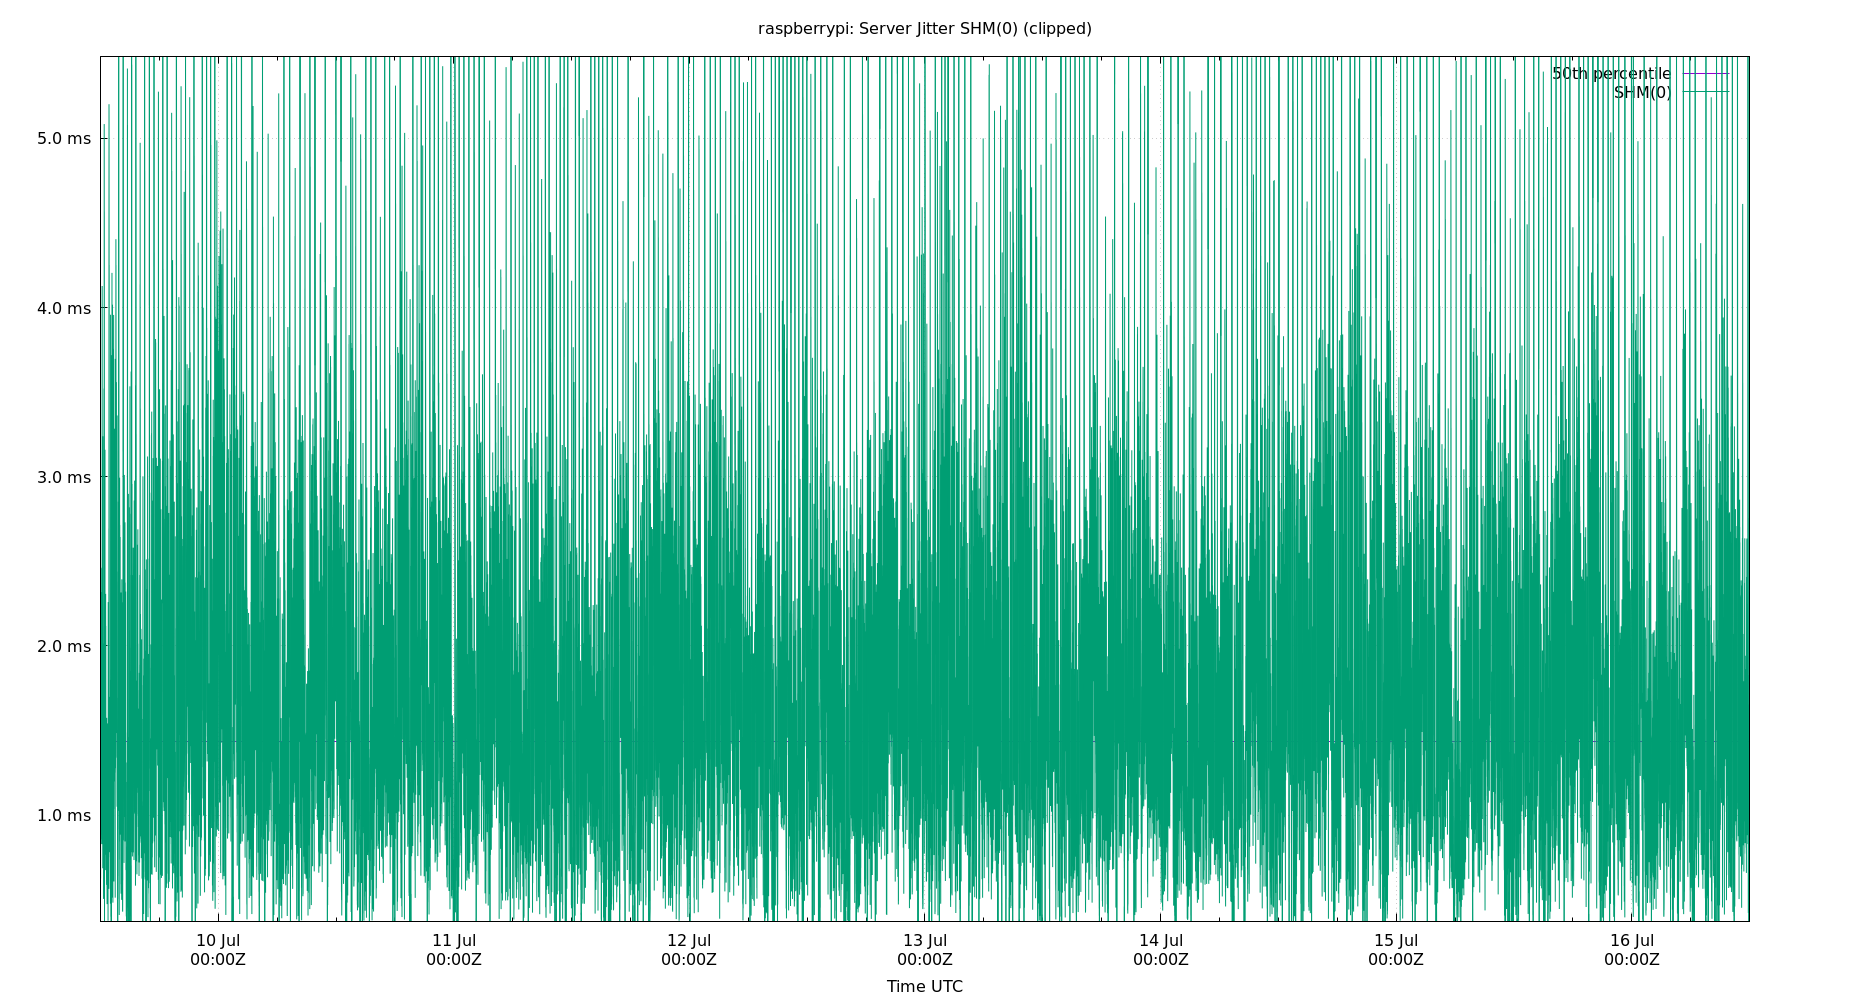 raspberrypi: Server Jitter SHM(0) (clipped)
50th percentile
SHM(0)
5.0 ms
4.0 ms
3.0 ms
2.0 ms
1.0 ms
10 Jul 11 Jul 12 Jul 13 Jul 14 Jul 15 Jul 16 Jul
00:00Z 00:00Z 00:00Z 00:00Z 00:00Z 00:00Z 00:00Z
Time UTC